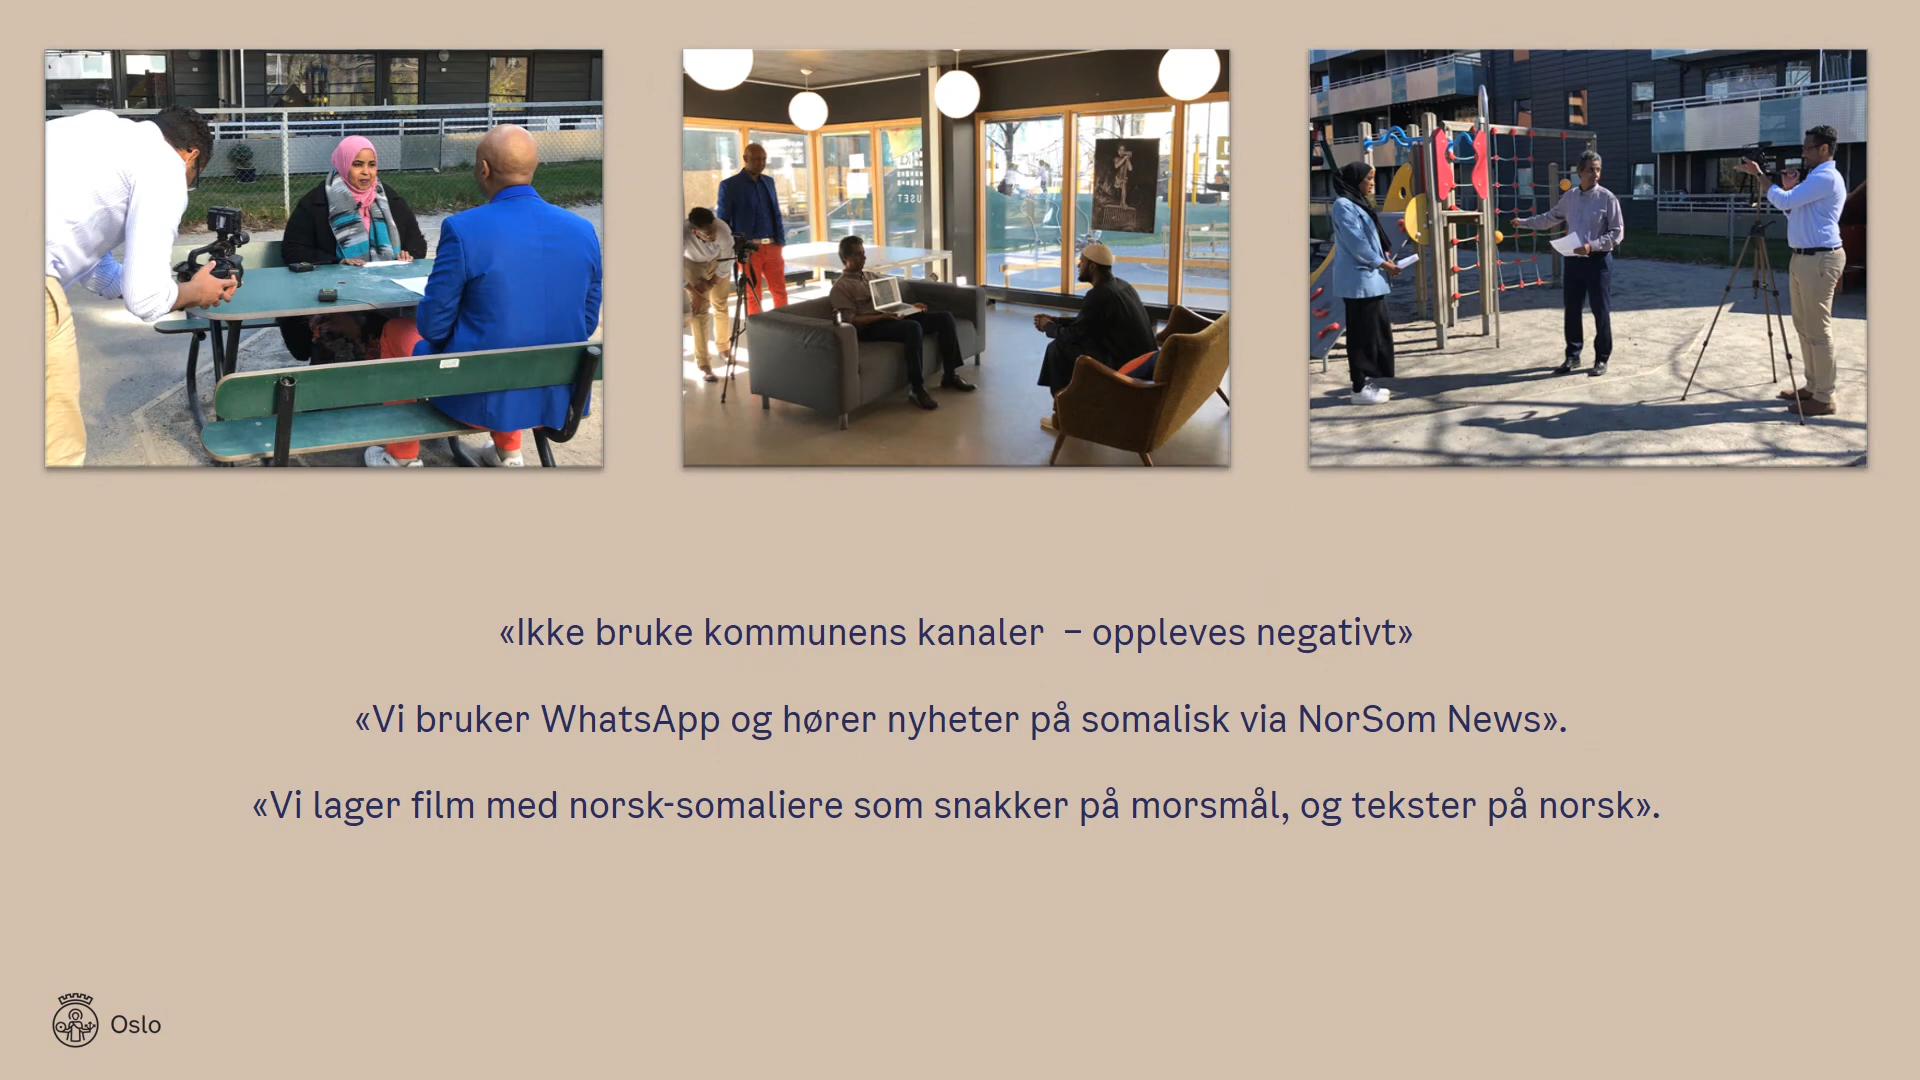 «Ikke bruke kommunens kanaler  – oppleves negativt»
«Vi bruker WhatsApp og hører nyheter på somalisk via NorSom News».
«Vi lager film med norsk-somaliere som snakker på morsmål, og tekster på norsk».
Oslo